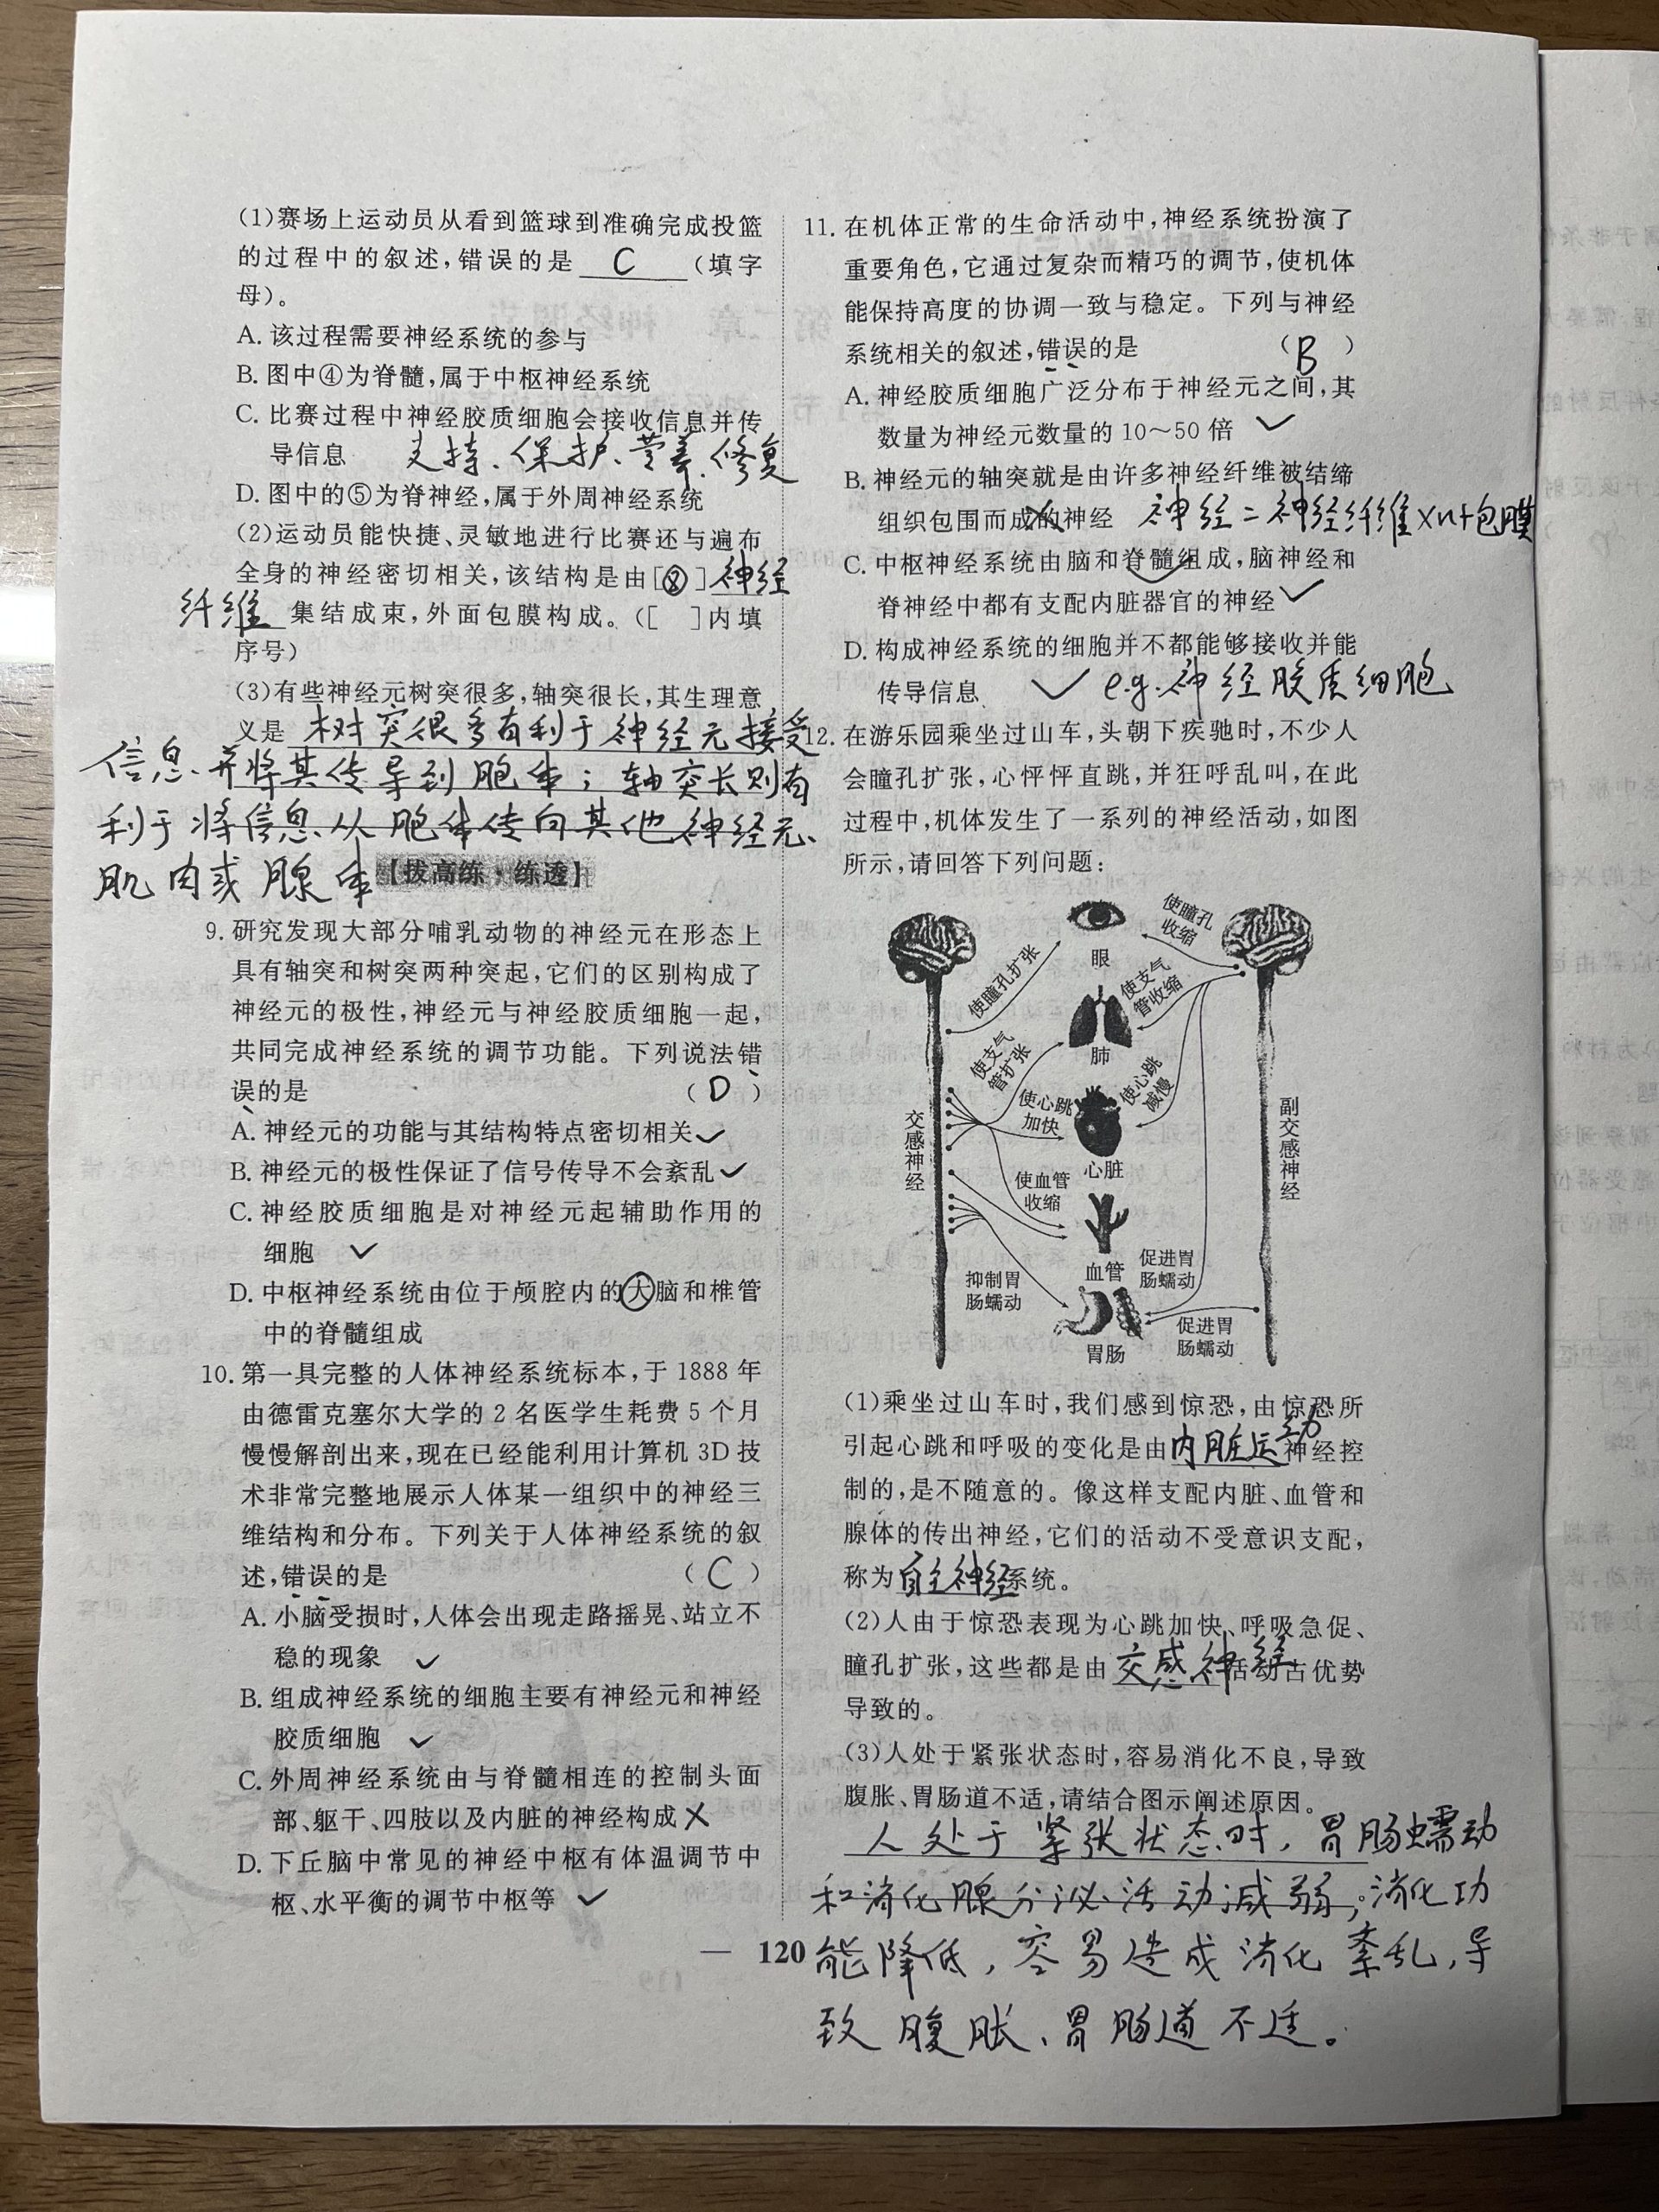 (1)赛场上运动员从看到篮球到准确完成投篮
的过程中的叙述,错误的是 C (填字
母)。
A. 该过程需要神经系统的参与
B. 图中④为脊髓,属于中枢神经系统
C. 比赛过程中神经胶质细胞会接收信息并传
导信息 支持、保护、营养、修复
D. 图中的⑤为脊神经,属于外周神经系统
(2)运动员能快捷、灵敏地进行比赛还与遍布
全身的神经密切相关,该结构是由[②]神经
纤维 集结成束,外面包膜构成。([ ]内填
序号)
(3)有些神经元树突很多,轴突很长,其生理意
义是 树突很多有利于神经元接受
信息并将其传导到胞体;轴突长则有
利于将信息从胞体传向其他神经元、
肌肉或腺体
【拔高练·练透】
9. 研究发现大部分哺乳动物的神经元在形态上
具有轴突和树突两种突起,它们的区别构成了
神经元的极性,神经元与神经胶质细胞一起,
共同完成神经系统的调节功能。下列说法错
误的是 (D)
A. 神经元的功能与其结构特点密切相关✓
B. 神经元的极性保证了信号传导不会紊乱✓
C. 神经胶质细胞是对神经元起辅助作用的
细胞 ✓
D. 中枢神经系统由位于颅腔内的大脑和椎管
中的脊髓组成
10. 第一具完整的人体神经系统标本,于1888年
由德雷克塞尔大学的2名医学生耗费5个月
慢慢解剖出来,现在已经能利用计算机3D技
术非常完整地展示人体某一组织中的神经三
维结构和分布。下列关于人体神经系统的叙
述,错误的是 (C)
A. 小脑受损时,人体会出现走路摇晃、站立不
稳的现象 ✓
B. 组成神经系统的细胞主要有神经元和神经
胶质细胞 ✓
C. 外周神经系统由与脊髓相连的控制头面
部、躯干、四肢以及内脏的神经构成×
D. 下丘脑中常见的神经中枢有体温调节中
枢、水平衡的调节中枢等 ✓
11. 在机体正常的生命活动中,神经系统扮演了
重要角色,它通过复杂而精巧的调节,使机体
能保持高度的协调一致与稳定。下列与神经
系统相关的叙述,错误的是 (B)
A. 神经胶质细胞广泛分布于神经元之间,其
数量为神经元数量的10~50倍 ✓
B. 神经元的轴突就是由许多神经纤维被结缔
组织包围而成的神经 × 神经=神经纤维×n+包膜
C. 中枢神经系统由脑和脊髓组成,脑神经和
脊神经中都有支配内脏器官的神经✓
D. 构成神经系统的细胞并不都能够接收并能
传导信息 ✓ e.g.神经胶质细胞
12. 在游乐园乘坐过山车,头朝下疾驰时,不少人
会瞳孔扩张,心怦怦直跳,并狂呼乱叫,在此
过程中,机体发生了一系列的神经活动,如图
所示,请回答下列问题:
使瞳孔
收缩
眼
使瞳孔扩张
使支气
管收缩
肺
使支气
管扩张
使心跳
减慢
使心跳
加快
心脏
交感神经
副交感神经
使血管
收缩
血管
促进胃
肠蠕动
抑制胃
肠蠕动
胃肠
促进胃
肠蠕动
(1)乘坐过山车时,我们感到惊恐,由惊恐所
引起心跳和呼吸的变化是由内脏运动神经控
制的,是不随意的。像这样支配内脏、血管和
腺体的传出神经,它们的活动不受意识支配,
称为自主神经系统。
(2)人由于惊恐表现为心跳加快、呼吸急促、
瞳孔扩张,这些都是由 交感神经活动占优势
导致的。
(3)人处于紧张状态时,容易消化不良,导致
腹胀、胃肠道不适,请结合图示阐述原因。
人处于紧张状态时,胃肠蠕动
和消化腺分泌活动减弱,消化功
能降低,容易造成消化紊乱,导
致腹胀、胃肠道不适。
— 120